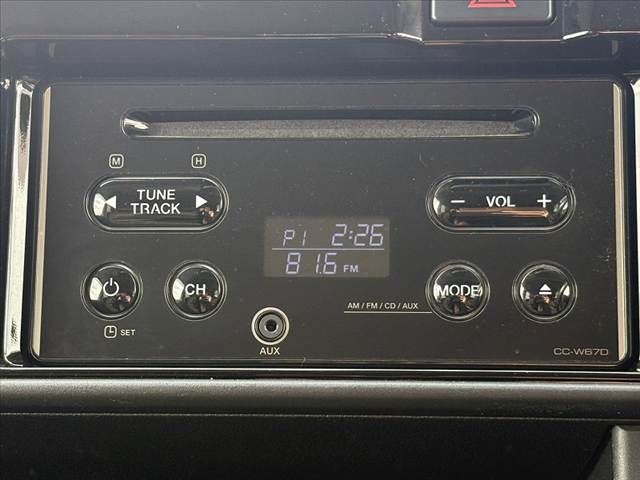 M H
TUNE
TRACK
− VOL +
P1 2:26
81.6 FM
CH
MODE
AM / FM / CD / AUX
SET
AUX
CC-W67D